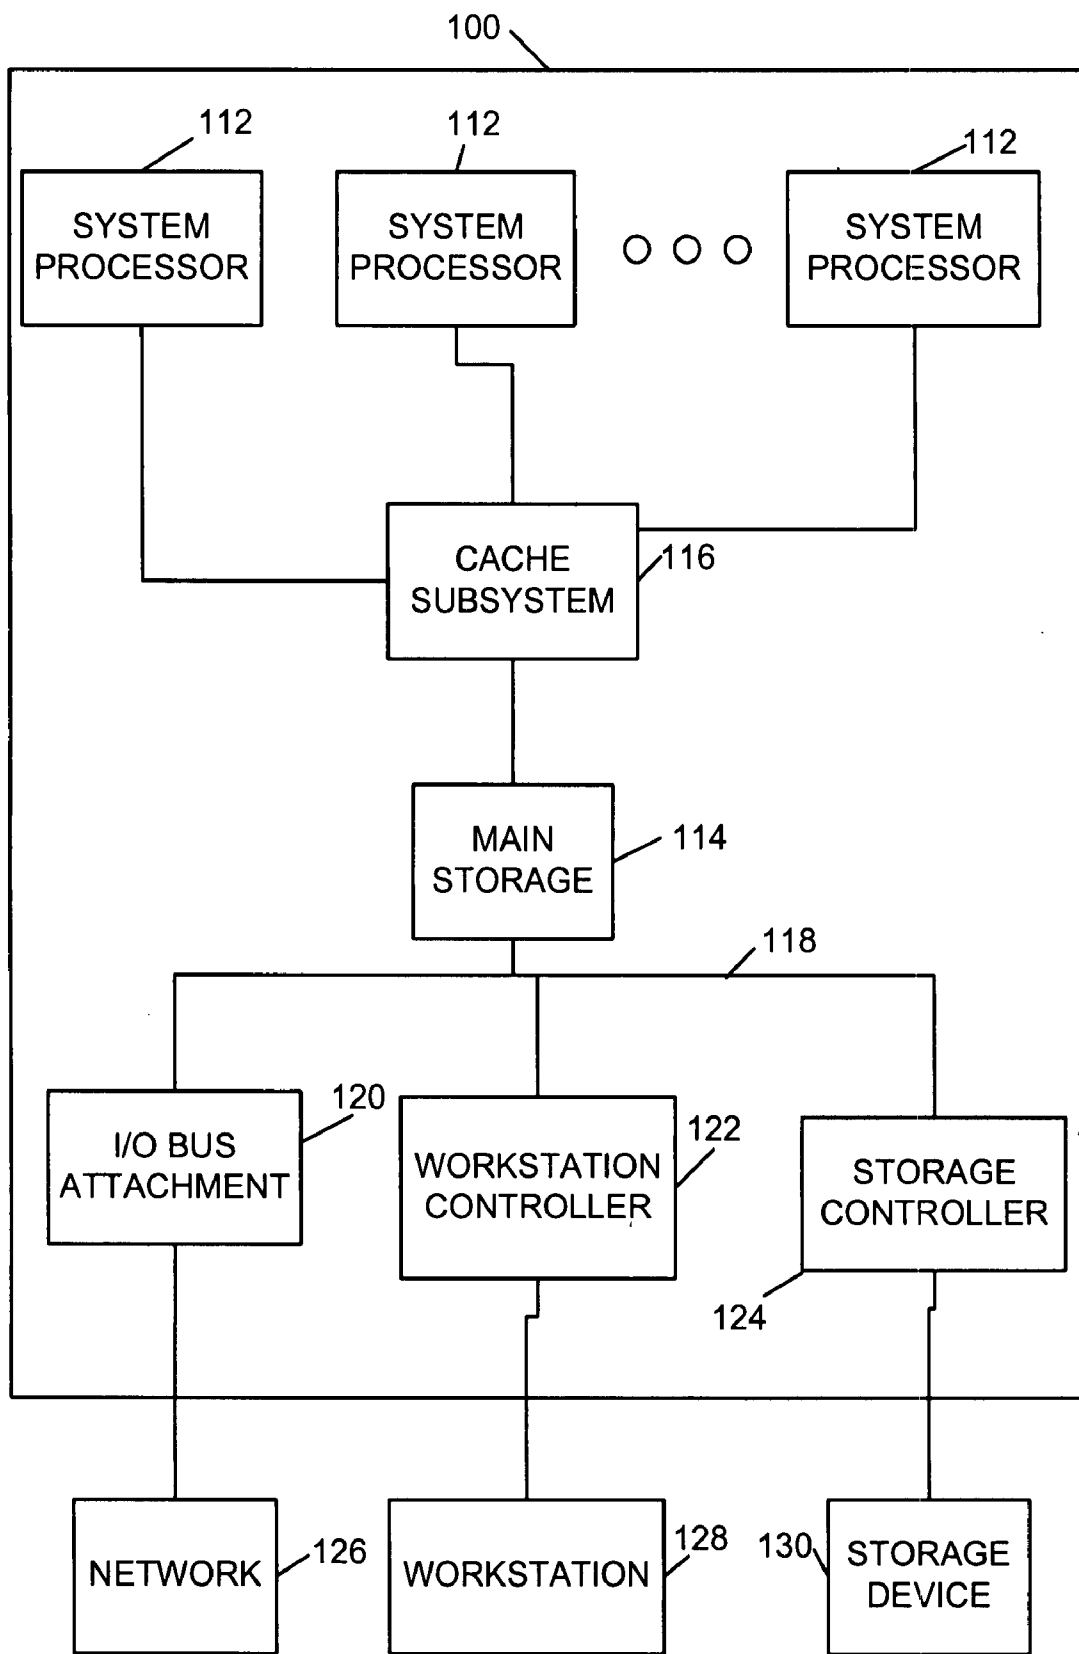 100
112
112
112
SYSTEM
PROCESSOR
SYSTEM
PROCESSOR
SYSTEM
PROCESSOR
CACHE
SUBSYSTEM
116
MAIN
STORAGE
114
118
120
I/O BUS
ATTACHMENT
122
WORKSTATION
CONTROLLER
STORAGE
CONTROLLER
124
NETWORK
126
WORKSTATION
128
130
STORAGE
DEVICE